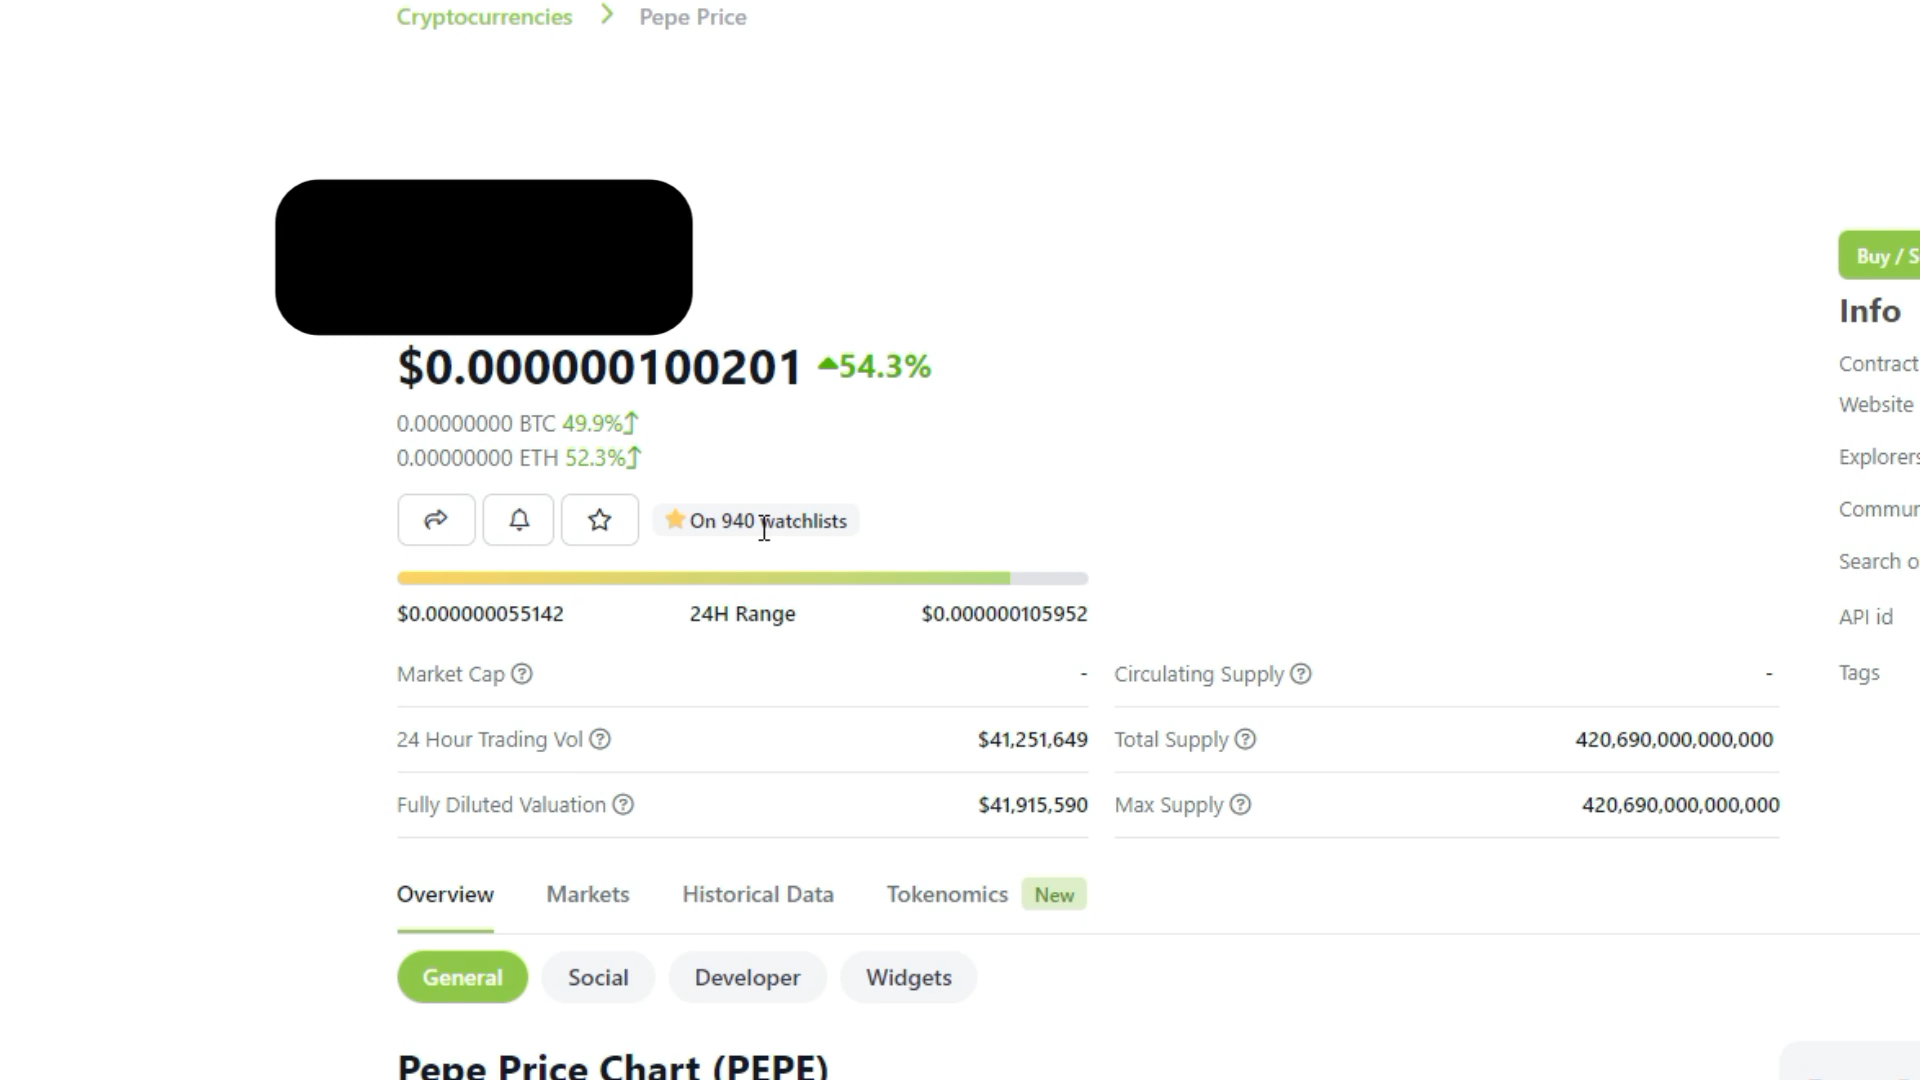 Cryptocurrencies > Pepe Price
Buy / S
$0.000000100201 54.3%
Info
0.00000000 BTC 49.9%
0.00000000 ETH 52.3%
On 940 watchlists
$0.000000055142 24H Range $0.000000105952
Market Cap ? -
24 Hour Trading Vol ? $41,251,649
Fully Diluted Valuation ? $41,915,590
Circulating Supply ? -
Total Supply ? 420,690,000,000,000
Max Supply ? 420,690,000,000,000
Contract
Website
Explorers
Commun
Search o
API id
Tags
Overview Markets Historical Data Tokenomics New
General Social Developer Widgets
Pepe Price Chart (PEPE)